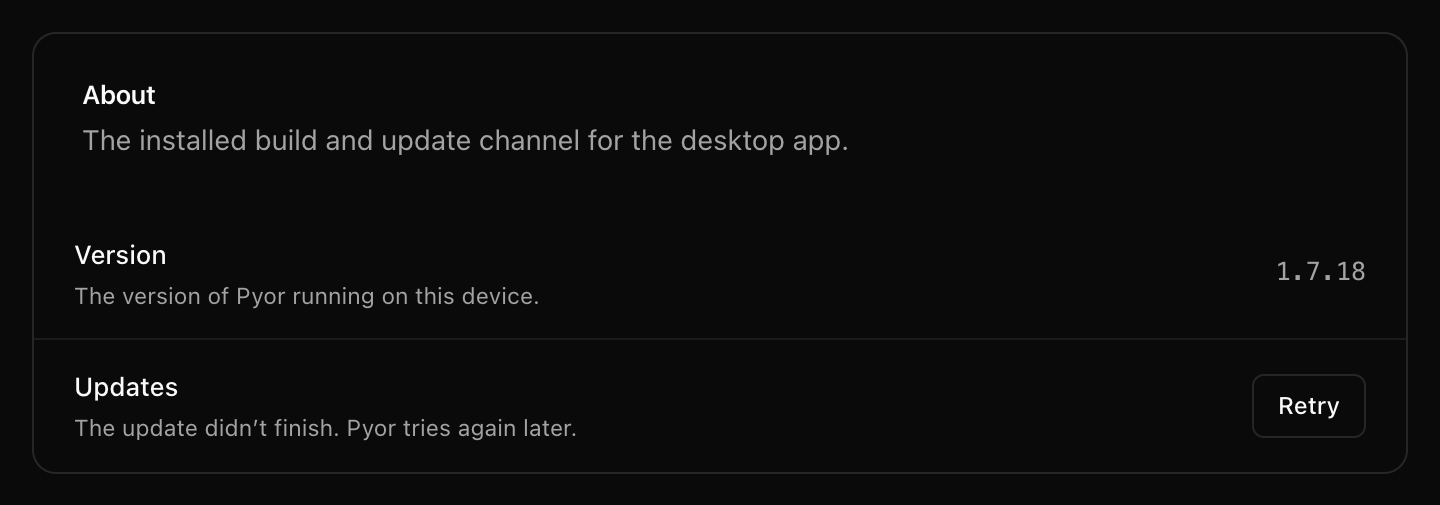 About
The installed build and update channel for the desktop app.
Version
The version of Pyor running on this device.
1.7.18
Updates
The update didn’t finish. Pyor tries again later.
Retry